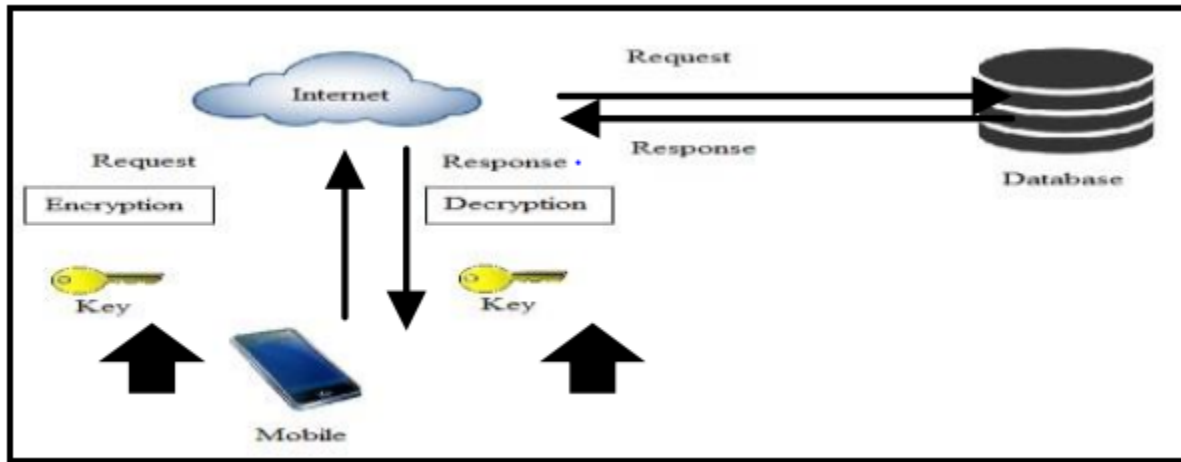 Request
Internet
Response
Database
Request
Response
Encryption
Decryption
Key
Key
Mobile